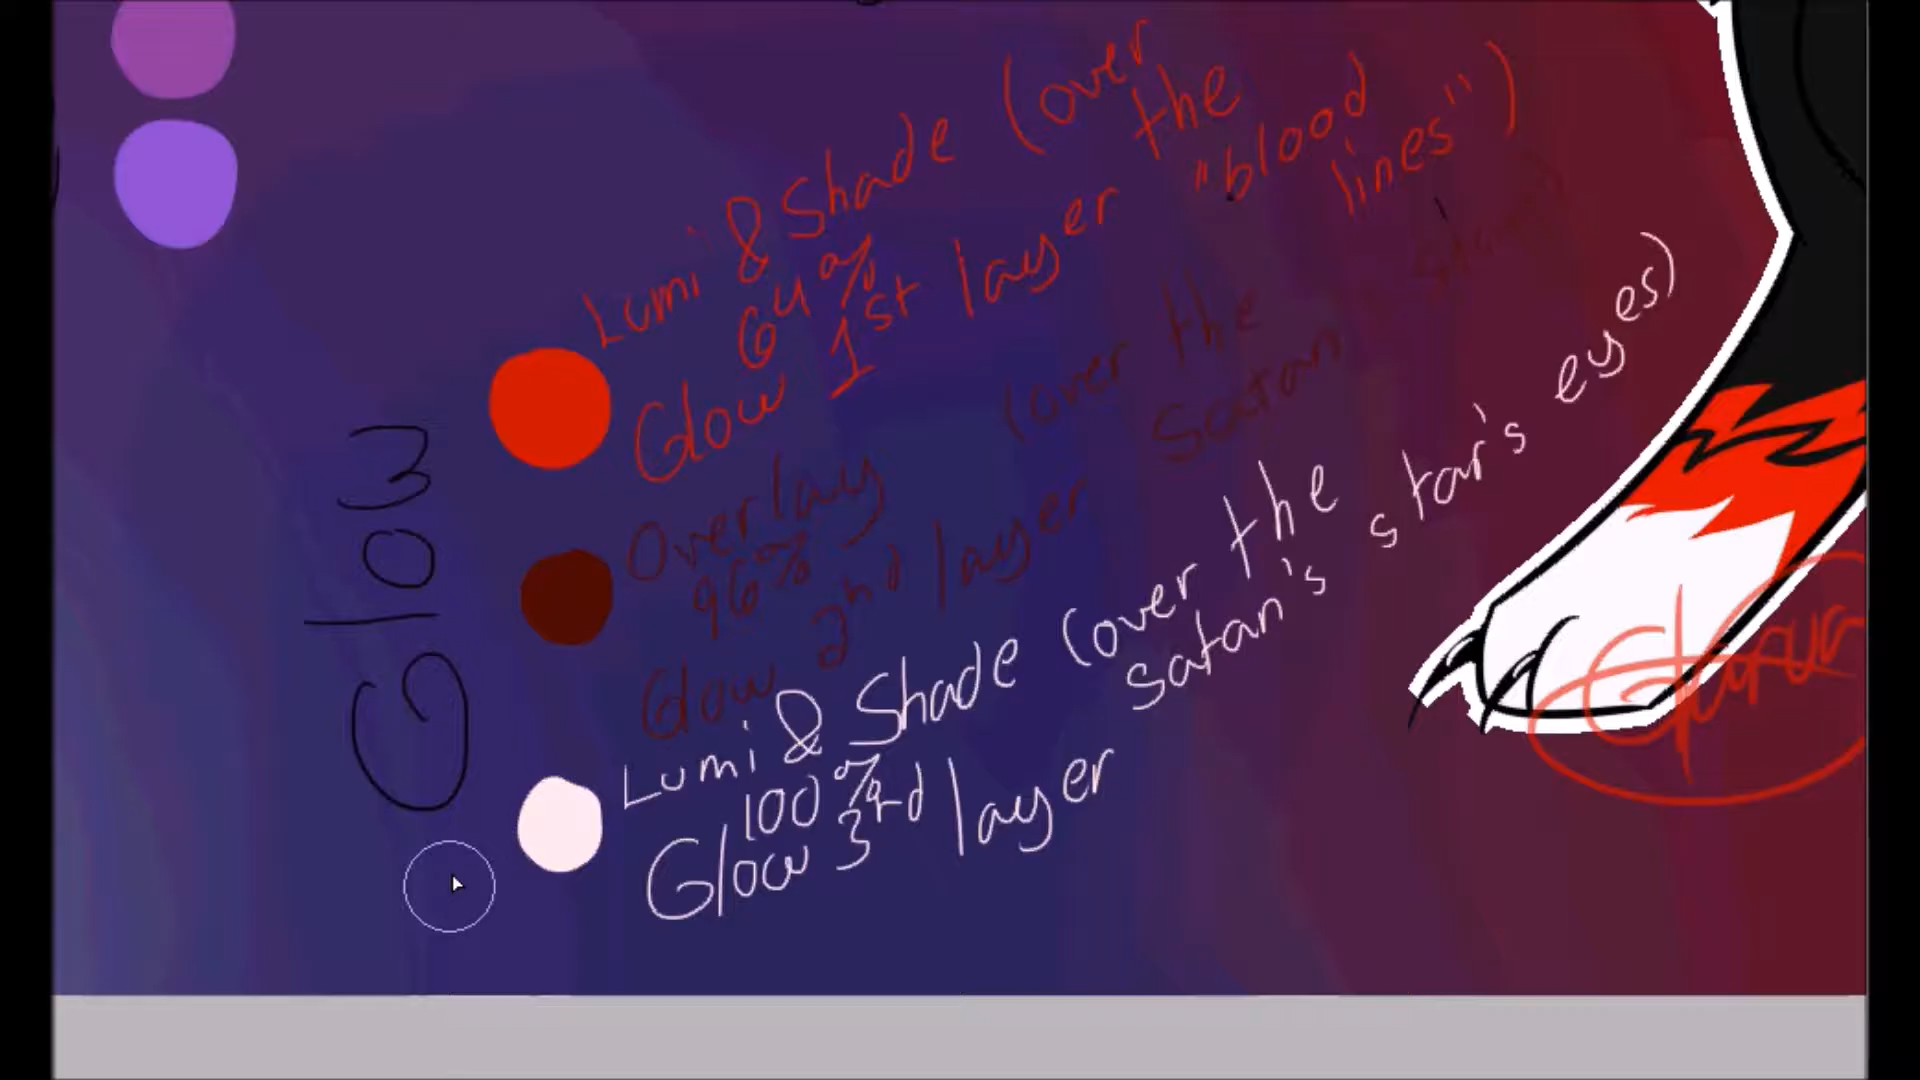 Glow
Lumi & Shade (over
the
64%
"blood
lines")
Glow 1st layer
Overlay
(over the
96%
Satan
Glow 2nd layer
Lumi & Shade (over the
satan's star's eyes)
100%
Glow 3rd layer